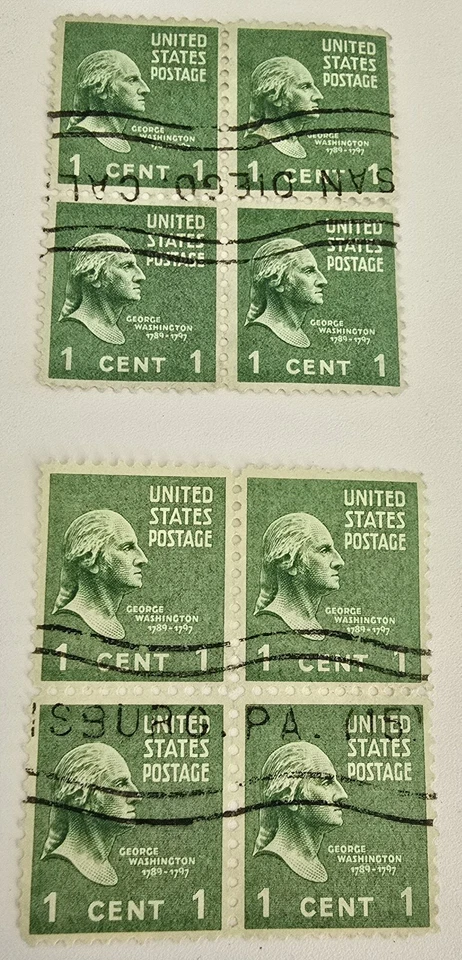 UNITED STATES POSTAGE
GEORGE WASHINGTON
1789-1797
1 CENT 1
UNITED STATES POSTAGE
GEORGE WASHINGTON
1789-1797
1 CENT 1
SAN DIEGO CAL
UNITED STATES POSTAGE
GEORGE WASHINGTON
1789-1797
1 CENT 1
UNITED STATES POSTAGE
GEORGE WASHINGTON
1789-1797
1 CENT 1
UNITED STATES POSTAGE
GEORGE WASHINGTON
1789-1797
1 CENT 1
UNITED STATES POSTAGE
GEORGE WASHINGTON
1789-1797
1 CENT 1
SBURG, PA. (15)
UNITED STATES POSTAGE
GEORGE WASHINGTON
1789-1797
1 CENT 1
UNITED STATES POSTAGE
GEORGE WASHINGTON
1789-1797
1 CENT 1